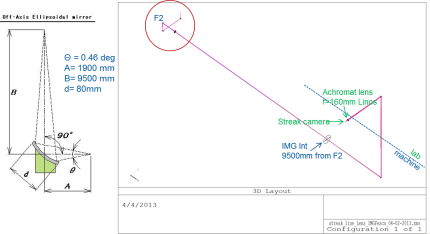 Off-Axis Ellipsoidal mirror
Θ = 0.46 deg
A= 1900 mm
B= 9500 mm
d= 80mm
B
90°
θ
d
A
F2
Achromat lens
f=160mm Linos
Streak camera
IMG Int
9500mm from F2
lab
machine
3D Layout
4/4/2013
Configuration 1 of 1